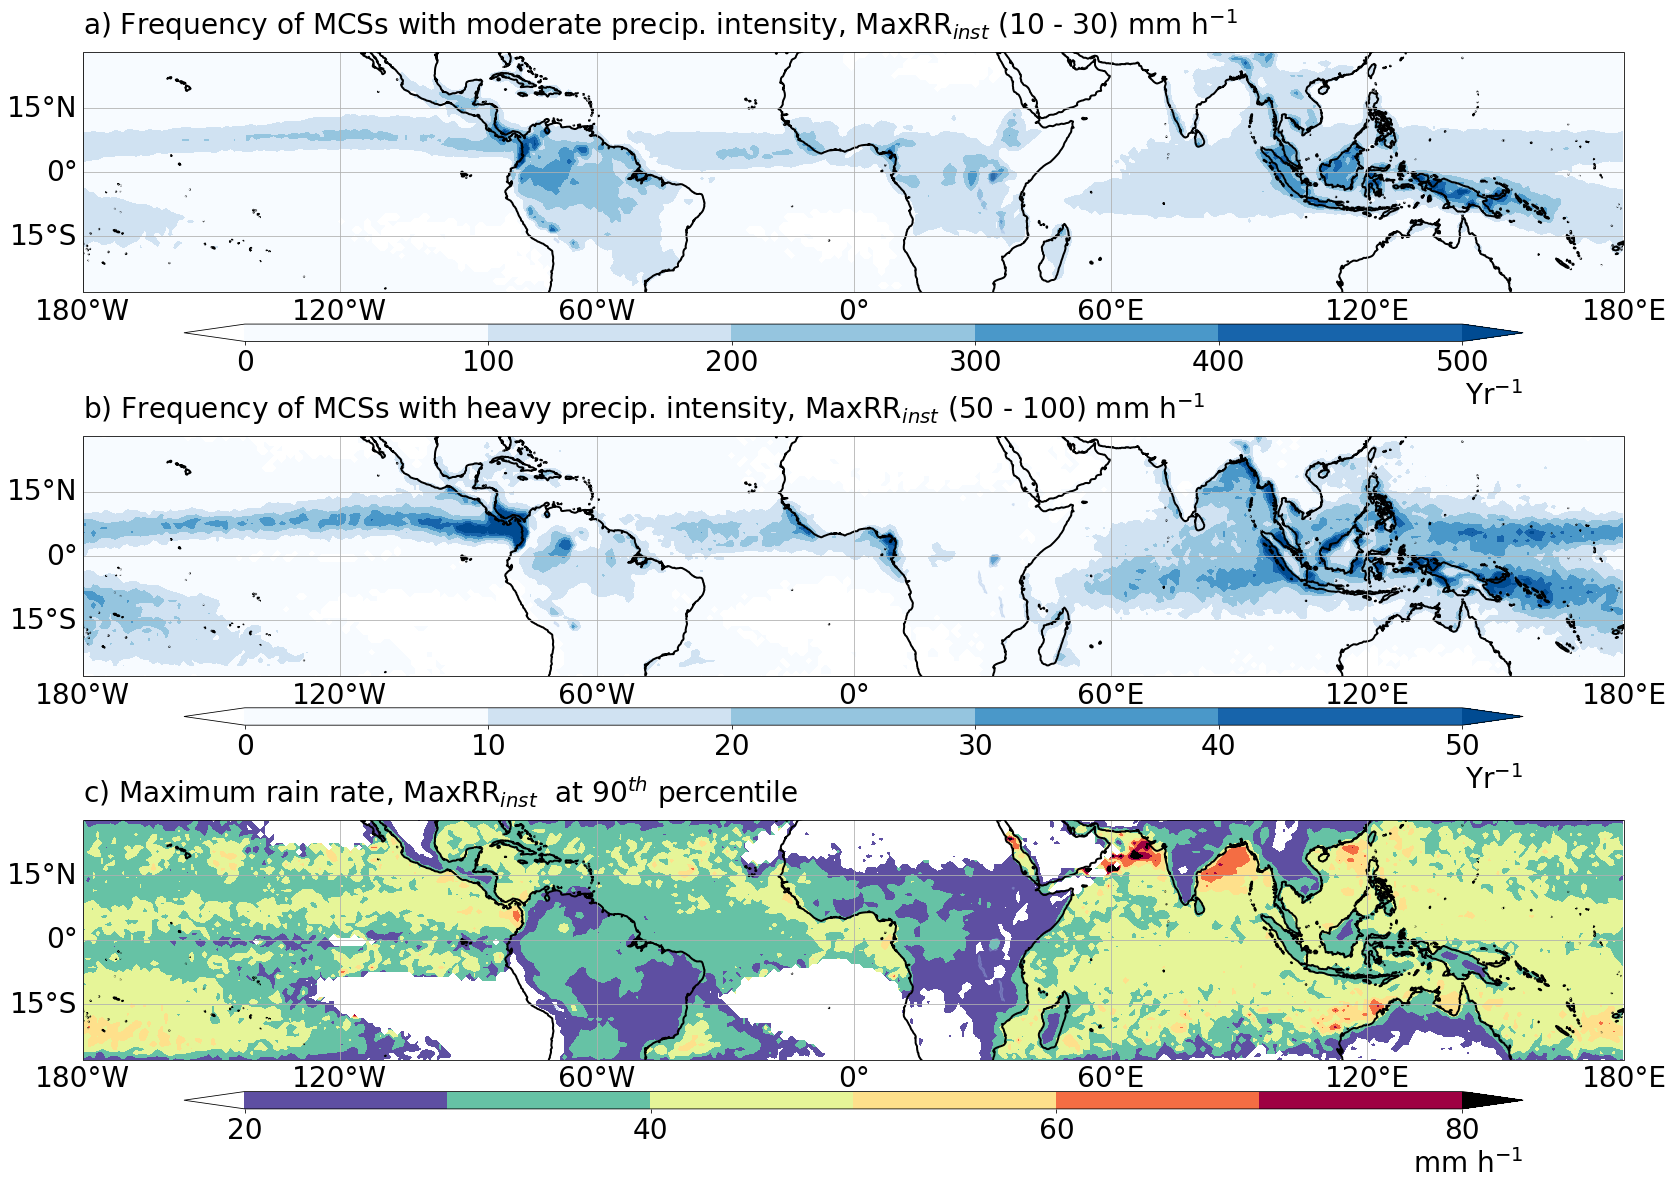 a) Frequency of MCSs with moderate precip. intensity, MaxRR_inst (10 - 30) mm h⁻¹
15°N
0°
15°S
180°W 120°W 60°W 0° 60°E 120°E 180°E
0 100 200 300 400 500
Yr⁻¹
b) Frequency of MCSs with heavy precip. intensity, MaxRR_inst (50 - 100) mm h⁻¹
15°N
0°
15°S
180°W 120°W 60°W 0° 60°E 120°E 180°E
0 10 20 30 40 50
Yr⁻¹
c) Maximum rain rate, MaxRR_inst at 90ᵗʰ percentile
15°N
0°
15°S
180°W 120°W 60°W 0° 60°E 120°E 180°E
20 40 60 80
mm h⁻¹